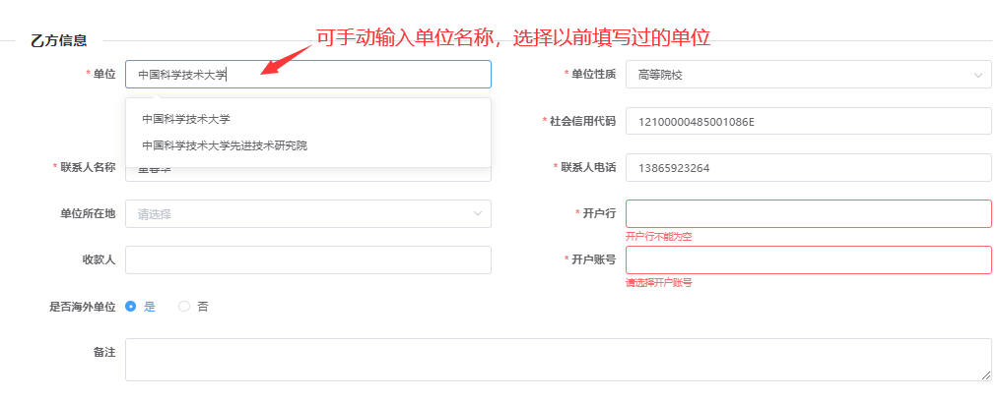 可手动输入单位名称，选择以前填写过的单位
乙方信息
* 单位 中国科学技术大学
* 单位性质 高等院校
中国科学技术大学
中国科学技术大学先进技术研究院
* 社会信用代码 12100000485001086E
* 联系人名称
* 联系人电话 13865923264
单位所在地 请选择
* 开户行
开户行不能为空
收款人
* 开户账号
请选择开户账号
是否海外单位 是 否
备注